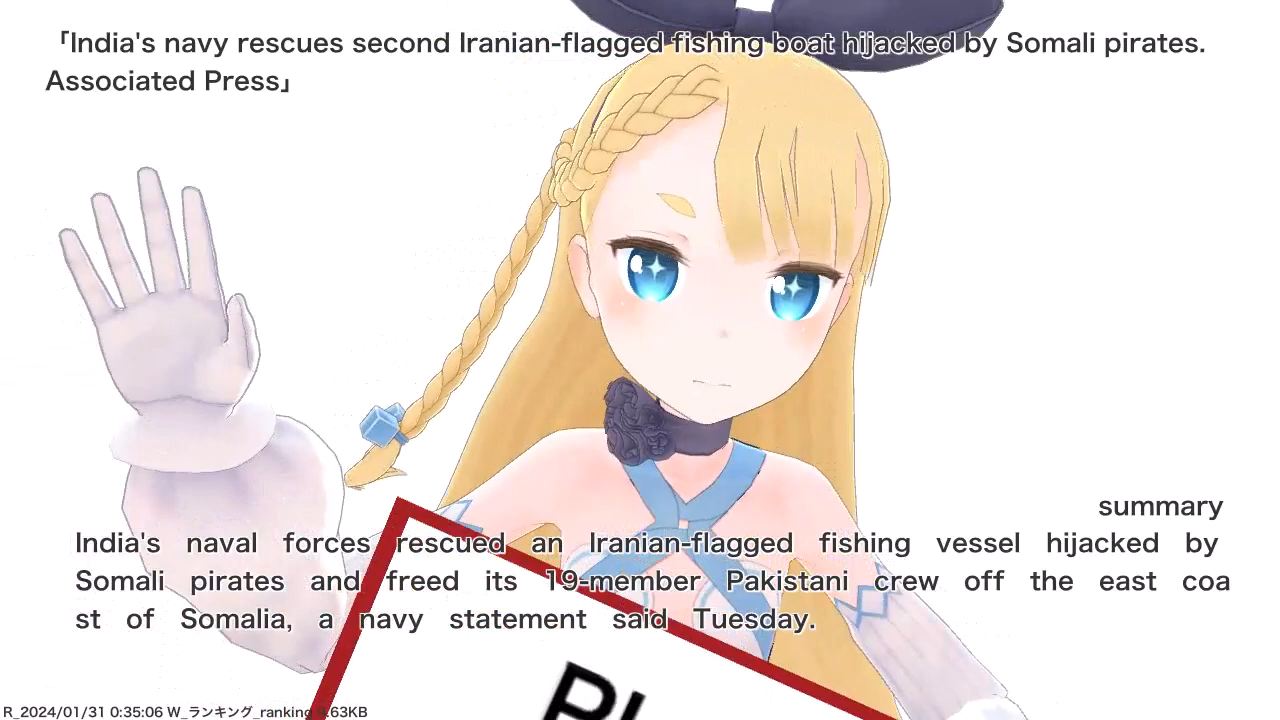 「India's navy rescues second Iranian-flagged fishing boat hijacked by Somali pirates.
Associated Press」
summary
India's naval forces rescued an Iranian-flagged fishing vessel hijacked by
Somali pirates and freed its 19-member Pakistani crew off the east coa
st of Somalia, a navy statement said Tuesday.
R_2024/01/31 0:35:06 W_ランキング_ranking .63KB